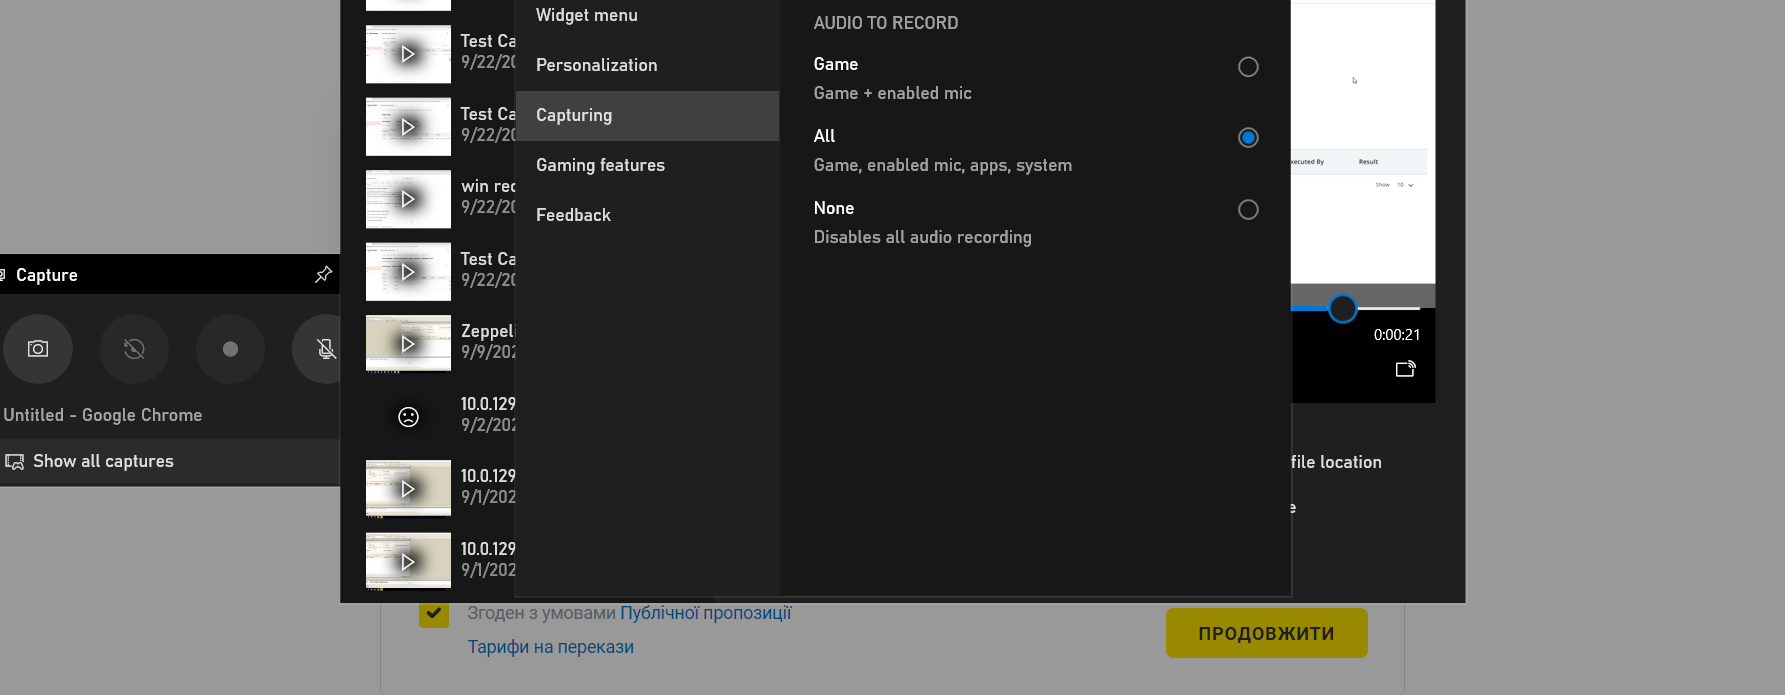 Test Ca
9/22/20
Test Ca
9/22/20
win rec
9/22/20
Test Ca
9/22/20
Zeppeli
9/9/202
10.0.129
9/2/202
10.0.129
9/1/202
10.0.129
9/1/202
Widget menu
Personalization
Capturing
Gaming features
Feedback
AUDIO TO RECORD
Game
Game + enabled mic
All
Game, enabled mic, apps, system
None
Disables all audio recording
xecuted By Result
Show 10
0:00:21
file location
e
Capture
Untitled - Google Chrome
Show all captures
Згоден з умовами Публічної пропозиції
Тарифи на перекази
ПРОДОВЖИТИ